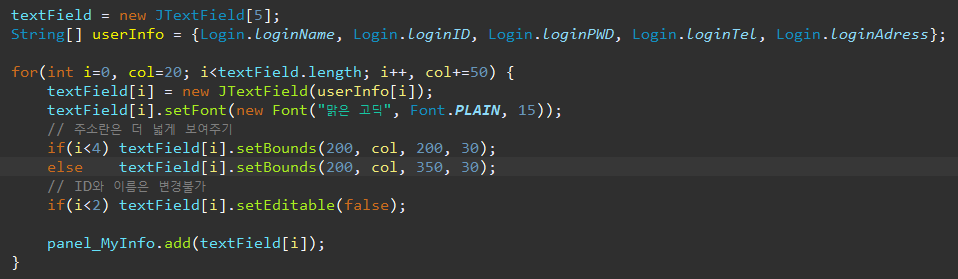 textField = new JTextField[5];
String[] userInfo = {Login.loginName, Login.loginID, Login.loginPWD, Login.loginTel, Login.loginAdress};

for(int i=0, col=20; i<textField.length; i++, col+=50) {
    textField[i] = new JTextField(userInfo[i]);
    textField[i].setFont(new Font("맑은 고딕", Font.PLAIN, 15));
    // 주소란은 더 넓게 보여주기
    if(i<4) textField[i].setBounds(200, col, 200, 30);
    else    textField[i].setBounds(200, col, 350, 30);
    // ID와 이름은 변경불가
    if(i<2) textField[i].setEditable(false);

    panel_MyInfo.add(textField[i]);
}